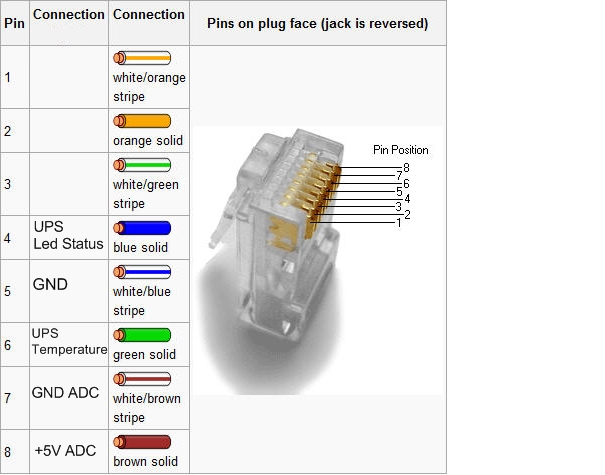 Pin Connection Connection Pins on plug face (jack is reversed)
1 white/orange
stripe
2 orange solid
3 white/green
stripe
4 UPS
Led Status blue solid
5 GND white/blue
stripe
6 UPS
Temperature green solid
7 GND ADC white/brown
stripe
8 +5V ADC brown solid
Pin Position
8
7
6
5
4
3
2
1